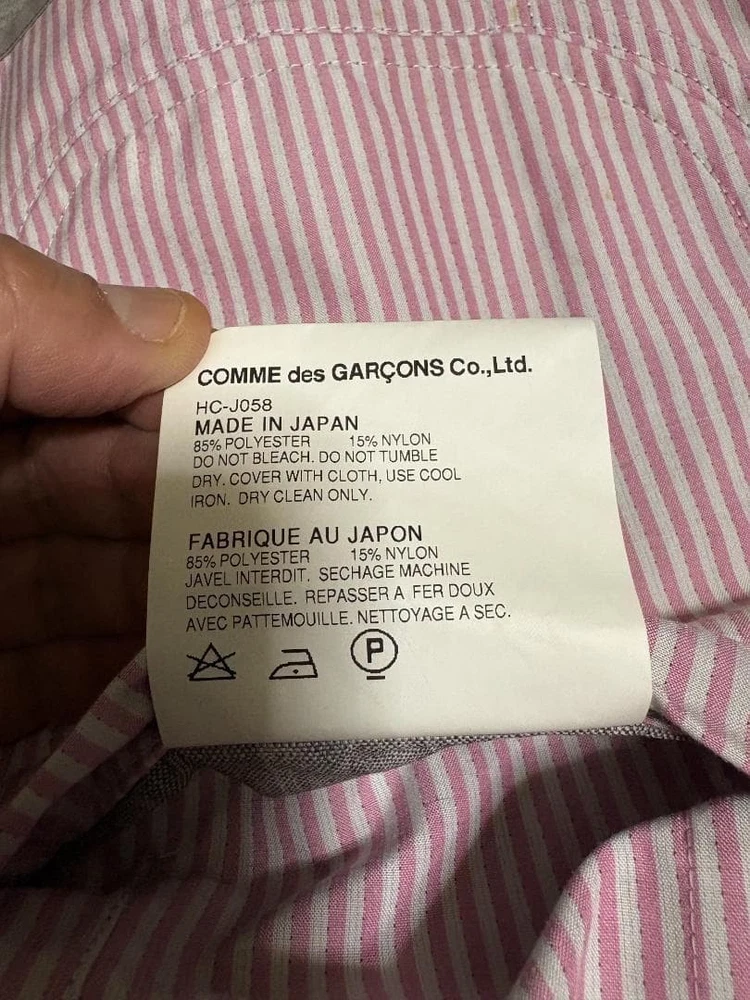 COMME des GARÇONS Co.,Ltd.
HC-J058
MADE IN JAPAN
85% POLYESTER 15% NYLON
DO NOT BLEACH. DO NOT TUMBLE
DRY. COVER WITH CLOTH, USE COOL
IRON. DRY CLEAN ONLY.
FABRIQUE AU JAPON
85% POLYESTER 15% NYLON
JAVEL INTERDIT. SECHAGE MACHINE
DECONSEILLE. REPASSER A FER DOUX
AVEC PATTEMOUILLE. NETTOYAGE A SEC.
P